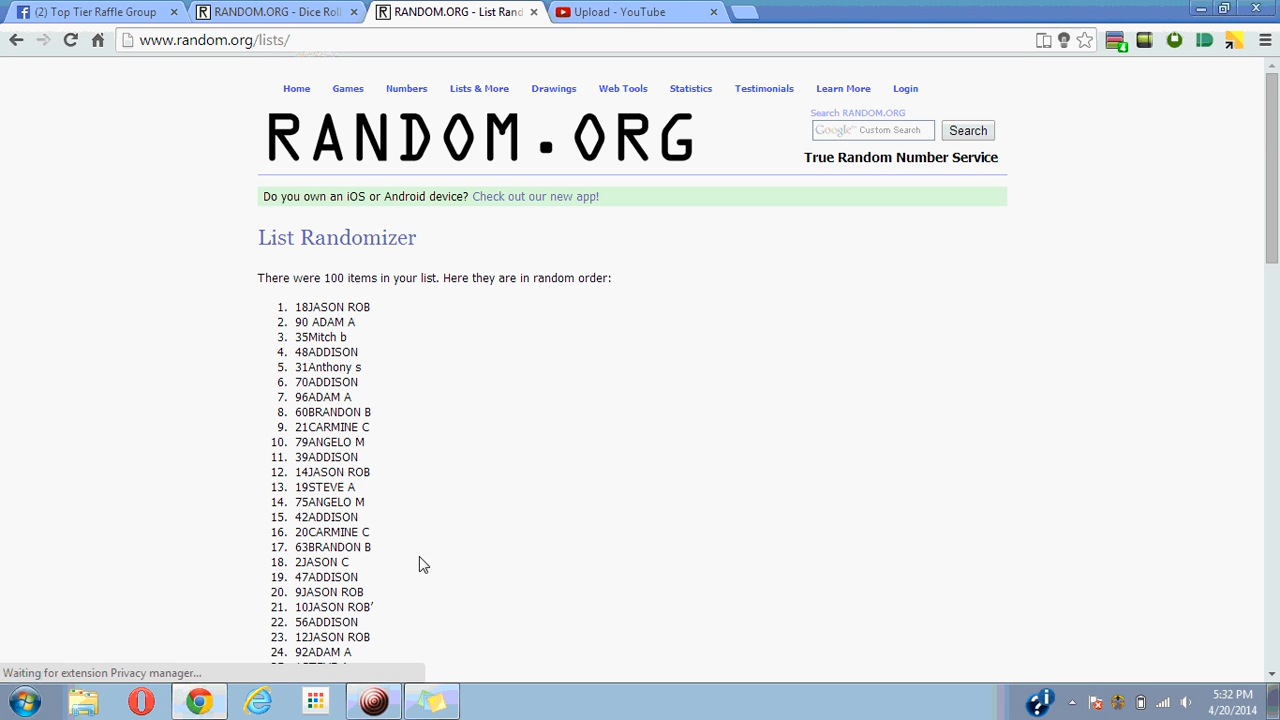 (2) Top Tier Raffle Group
RANDOM.ORG - Dice Roll
RANDOM.ORG - List Rand
Upload - YouTube
www.random.org/lists/
Home Games Numbers Lists & More Drawings Web Tools Statistics Testimonials Learn More Login
RANDOM.ORG
Search RANDOM.ORG
Google™ Custom Search
Search
True Random Number Service
Do you own an iOS or Android device? Check out our new app!
List Randomizer
There were 100 items in your list. Here they are in random order:
1. 18JASON ROB
2. 90 ADAM A
3. 35Mitch b
4. 48ADDISON
5. 31Anthony s
6. 70ADDISON
7. 96ADAM A
8. 60BRANDON B
9. 21CARMINE C
10. 79ANGELO M
11. 39ADDISON
12. 14JASON ROB
13. 19STEVE A
14. 75ANGELO M
15. 42ADDISON
16. 20CARMINE C
17. 63BRANDON B
18. 2JASON C
19. 47ADDISON
20. 9JASON ROB
21. 10JASON ROB'
22. 56ADDISON
23. 12JASON ROB
24. 92ADAM A
Waiting for extension Privacy manager...
5:32 PM
4/20/2014